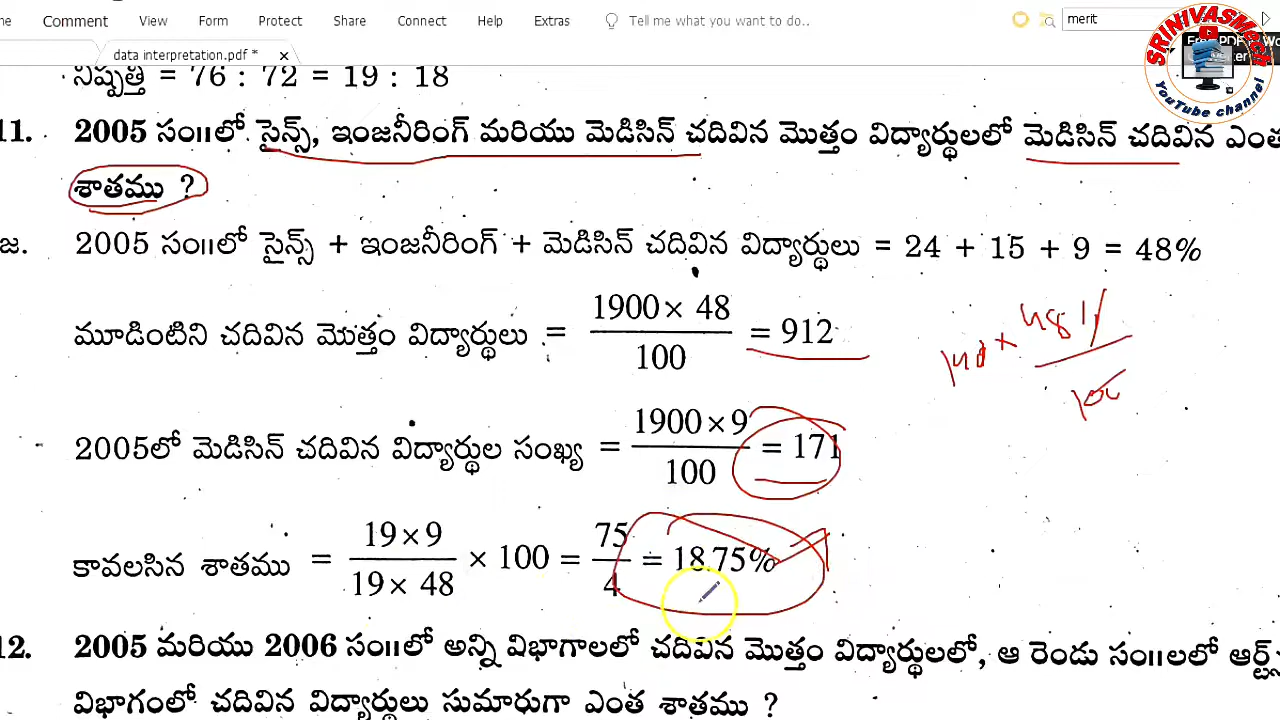 Comment View Form Protect Share Connect Help Extras Tell me what you want to do.. merit
data interpretation.pdf * ×
నిష్పత్తి = 76 : 72 = 19 : 18
11. 2005 సం॥లో సైన్స్, ఇంజనీరింగ్ మరియు మెడిసిన్ చదివిన మొత్తం విద్యార్థులలో మెడిసిన్ చదివిన ఎంత
శాతము ?
జ. 2005 సం॥లో సైన్స్ + ఇంజనీరింగ్ + మెడిసిన్ చదివిన విద్యార్థులు = 24 + 15 + 9 = 48%
మూడింటిని చదివిన మొత్తం విద్యార్థులు = 1900 × 48 / 100 = 912
2005లో మెడిసిన్ చదివిన విద్యార్థుల సంఖ్య = 1900 × 9 / 100 = 171
కావలసిన శాతము = 19 × 9 / 19 × 48 × 100 = 75 / 4 = 18.75%
12. 2005 మరియు 2006 సం॥లో అన్ని విభాగాలలో చదివిన మొత్తం విద్యార్థులలో, ఆ రెండు సం॥లలో ఆర్ట్స్
విభాగంలో చదివిన విద్యార్థులు సుమారుగా ఎంత శాతము ?
SRINIVASMech
YouTube channel